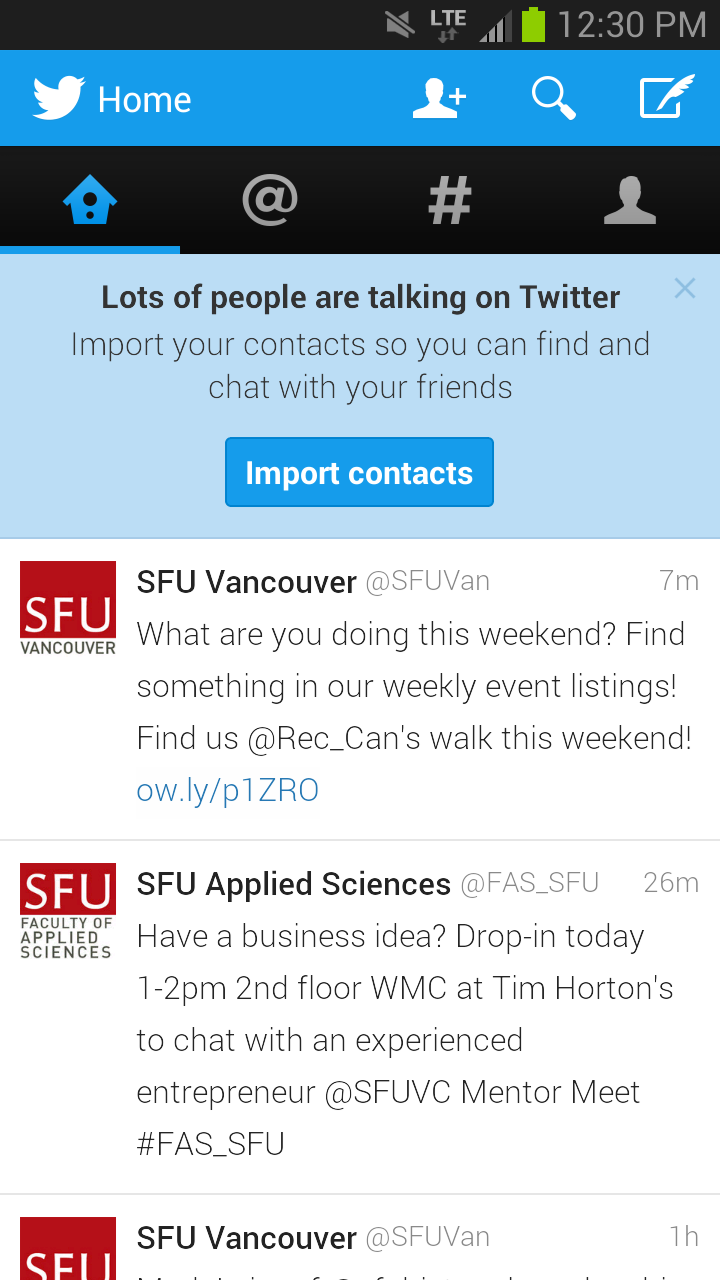 LTE 12:30 PM
Home
@ #
Lots of people are talking on Twitter
Import your contacts so you can find and
chat with your friends
Import contacts
SFU VANCOUVER
SFU Vancouver @SFUVan 7m
What are you doing this weekend? Find
something in our weekly event listings!
Find us @Rec_Can's walk this weekend!
ow.ly/p1ZRO
SFU FACULTY OF APPLIED SCIENCES
SFU Applied Sciences @FAS_SFU 26m
Have a business idea? Drop-in today
1-2pm 2nd floor WMC at Tim Horton's
to chat with an experienced
entrepreneur @SFUVC Mentor Meet
#FAS_SFU
SFU
SFU Vancouver @SFUVan 1h